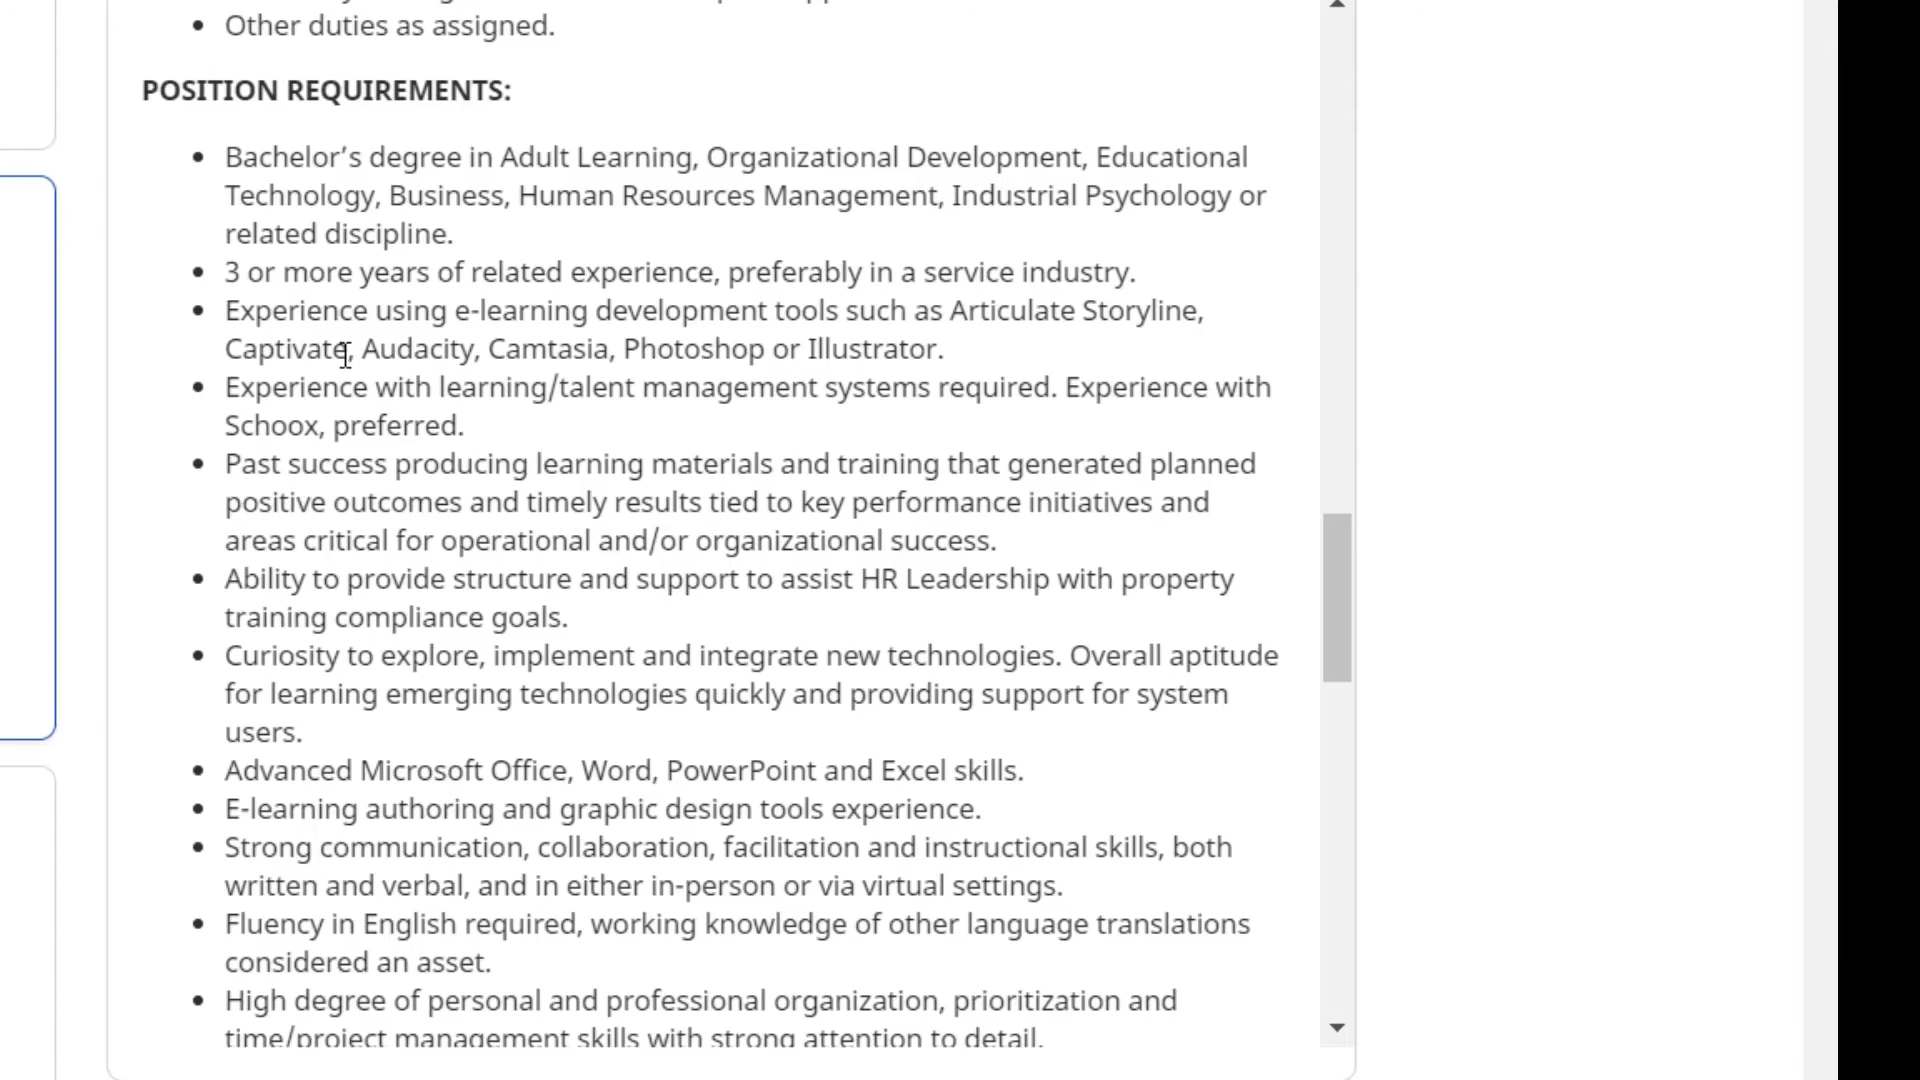 Other duties as assigned.
POSITION REQUIREMENTS:
Bachelor’s degree in Adult Learning, Organizational Development, Educational
Technology, Business, Human Resources Management, Industrial Psychology or
related discipline.
3 or more years of related experience, preferably in a service industry.
Experience using e-learning development tools such as Articulate Storyline,
Captivate, Audacity, Camtasia, Photoshop or Illustrator.
Experience with learning/talent management systems required. Experience with
Schoox, preferred.
Past success producing learning materials and training that generated planned
positive outcomes and timely results tied to key performance initiatives and
areas critical for operational and/or organizational success.
Ability to provide structure and support to assist HR Leadership with property
training compliance goals.
Curiosity to explore, implement and integrate new technologies. Overall aptitude
for learning emerging technologies quickly and providing support for system
users.
Advanced Microsoft Office, Word, PowerPoint and Excel skills.
E-learning authoring and graphic design tools experience.
Strong communication, collaboration, facilitation and instructional skills, both
written and verbal, and in either in-person or via virtual settings.
Fluency in English required, working knowledge of other language translations
considered an asset.
High degree of personal and professional organization, prioritization and
time/project management skills with strong attention to detail.